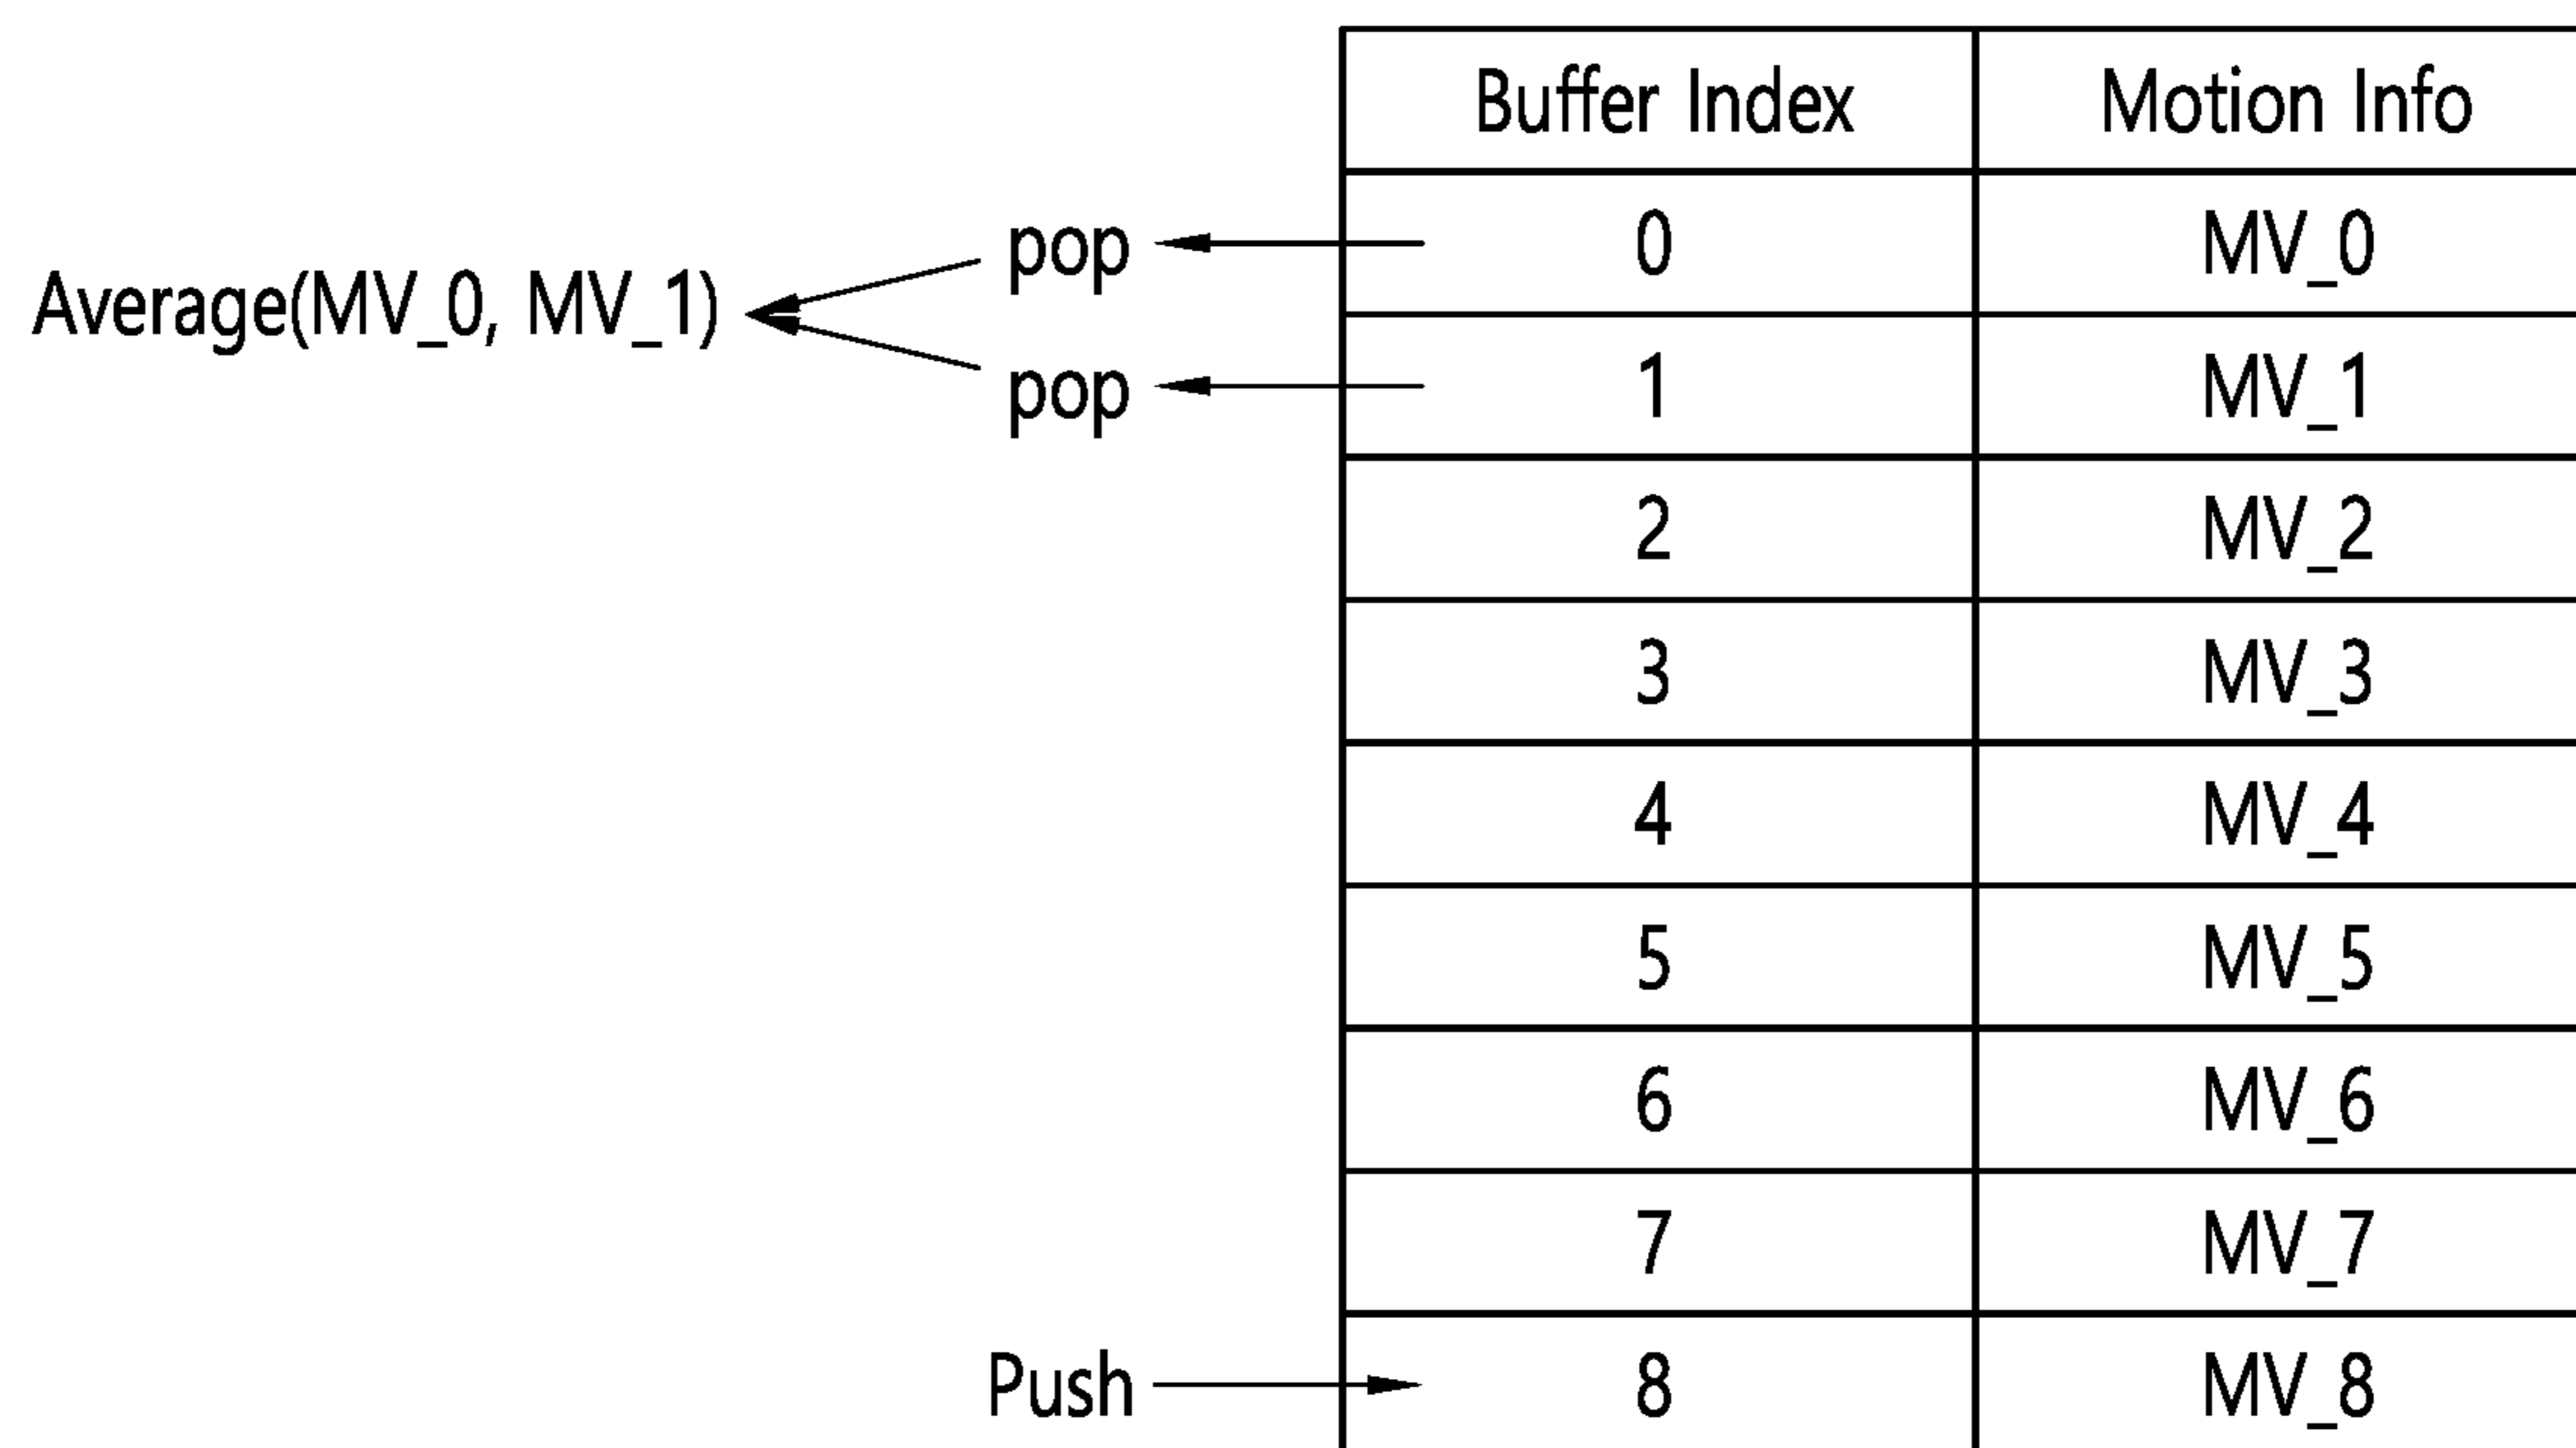 Buffer Index Motion Info
pop 0 MV_0
Average(MV_0, MV_1)
pop 1 MV_1
2 MV_2
3 MV_3
4 MV_4
5 MV_5
6 MV_6
7 MV_7
Push 8 MV_8